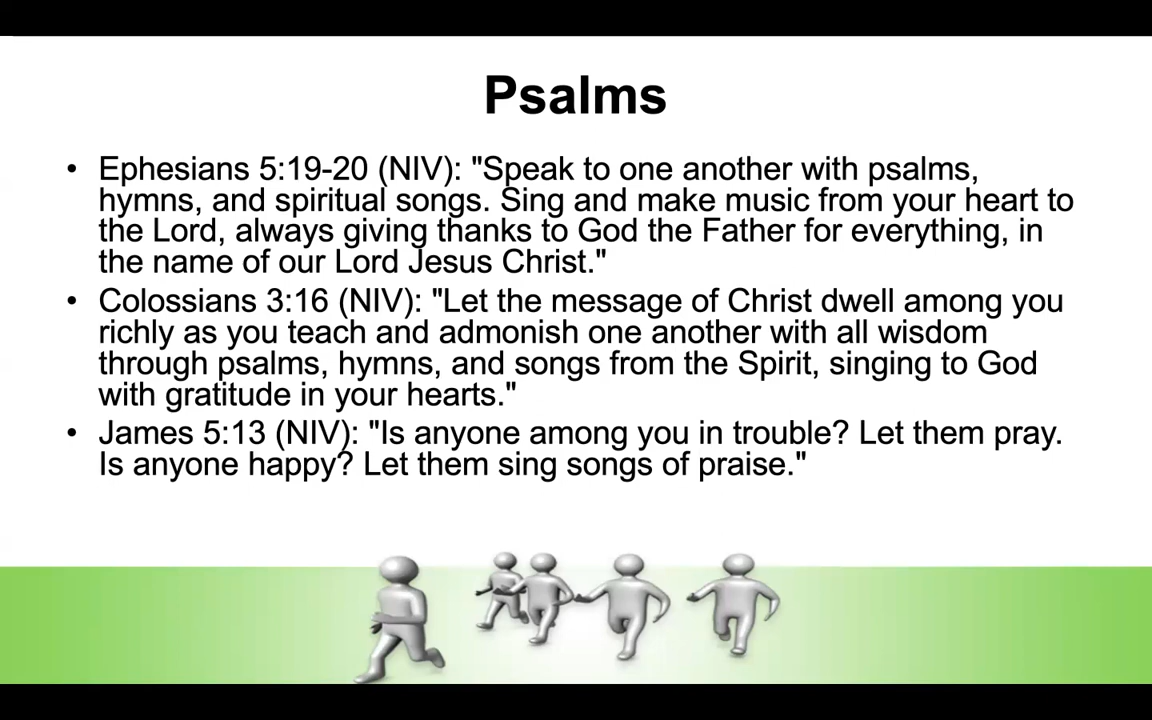 Psalms
• Ephesians 5:19-20 (NIV): "Speak to one another with psalms,
hymns, and spiritual songs. Sing and make music from your heart to
the Lord, always giving thanks to God the Father for everything, in
the name of our Lord Jesus Christ."
• Colossians 3:16 (NIV): "Let the message of Christ dwell among you
richly as you teach and admonish one another with all wisdom
through psalms, hymns, and songs from the Spirit, singing to God
with gratitude in your hearts."
• James 5:13 (NIV): "Is anyone among you in trouble? Let them pray.
Is anyone happy? Let them sing songs of praise."